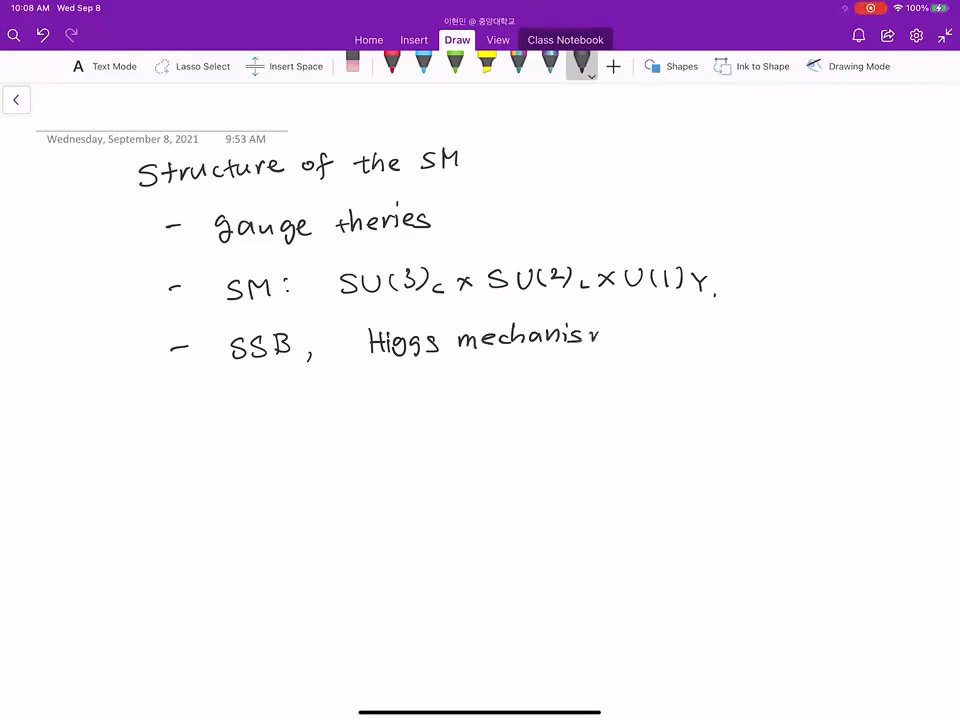 10:08 AM Wed Sep 8 100%
이현민 @ 중앙대학교
Home Insert Draw View Class Notebook
A Text Mode Lasso Select Insert Space Shapes Ink to Shape Drawing Mode
Wednesday, September 8, 2021 9:53 AM
Structure of the SM
- gauge theries
- SM: SU(3)c × SU(2)L × U(1)Y.
- SSB, Higgs mechanisr